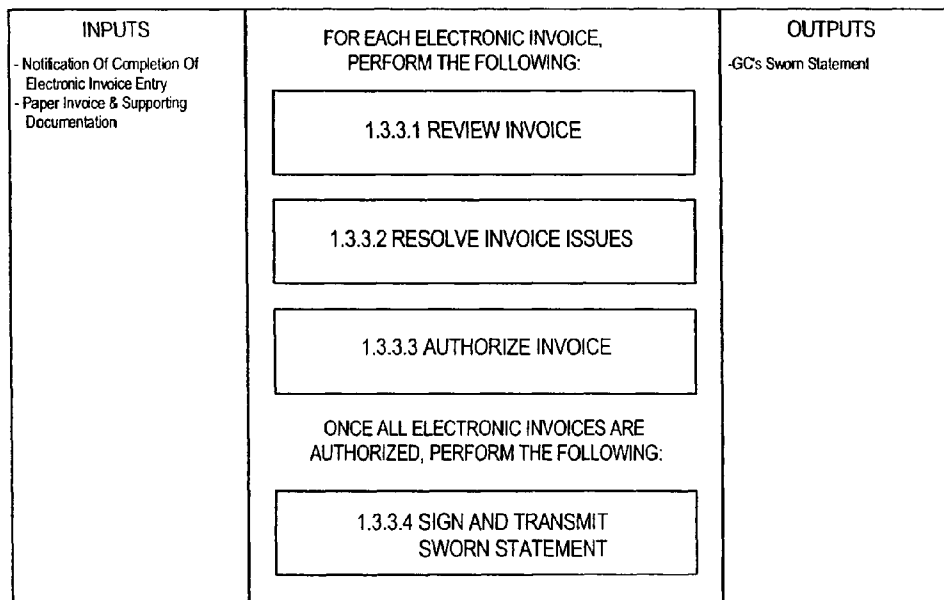 INPUTS
- Notification Of Completion Of
Electronic Invoice Entry
- Paper Invoice & Supporting
Documentation
FOR EACH ELECTRONIC INVOICE,
PERFORM THE FOLLOWING:
1.3.3.1 REVIEW INVOICE
1.3.3.2 RESOLVE INVOICE ISSUES
1.3.3.3 AUTHORIZE INVOICE
ONCE ALL ELECTRONIC INVOICES ARE
AUTHORIZED, PERFORM THE FOLLOWING:
1.3.3.4 SIGN AND TRANSMIT
SWORN STATEMENT
OUTPUTS
-GC's Sworn Statement